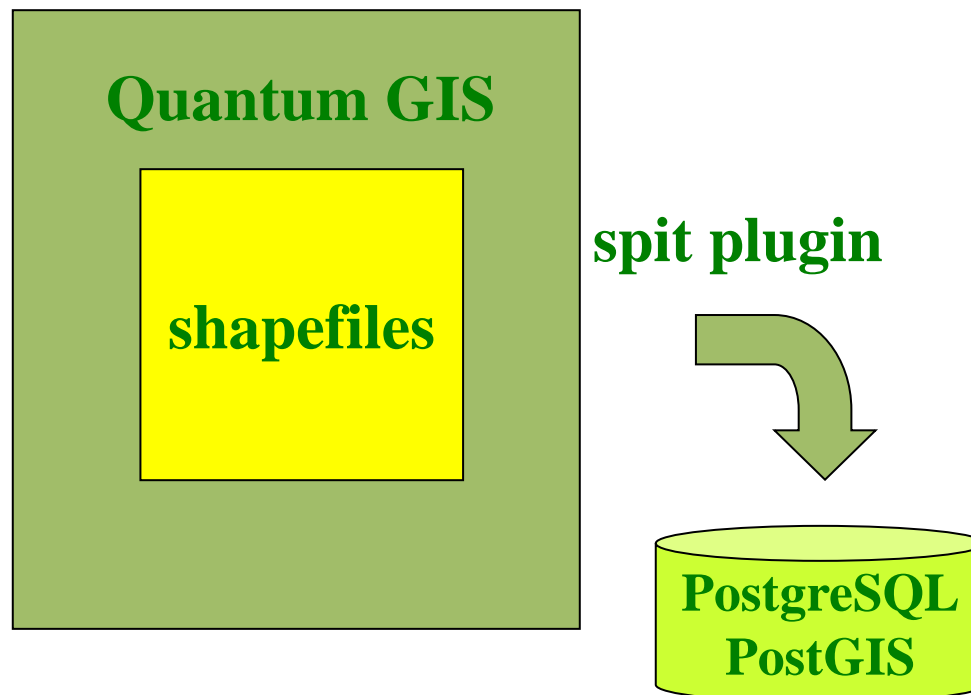 Quantum GIS
spit plugin
shapefiles
PostgreSQL
PostGIS